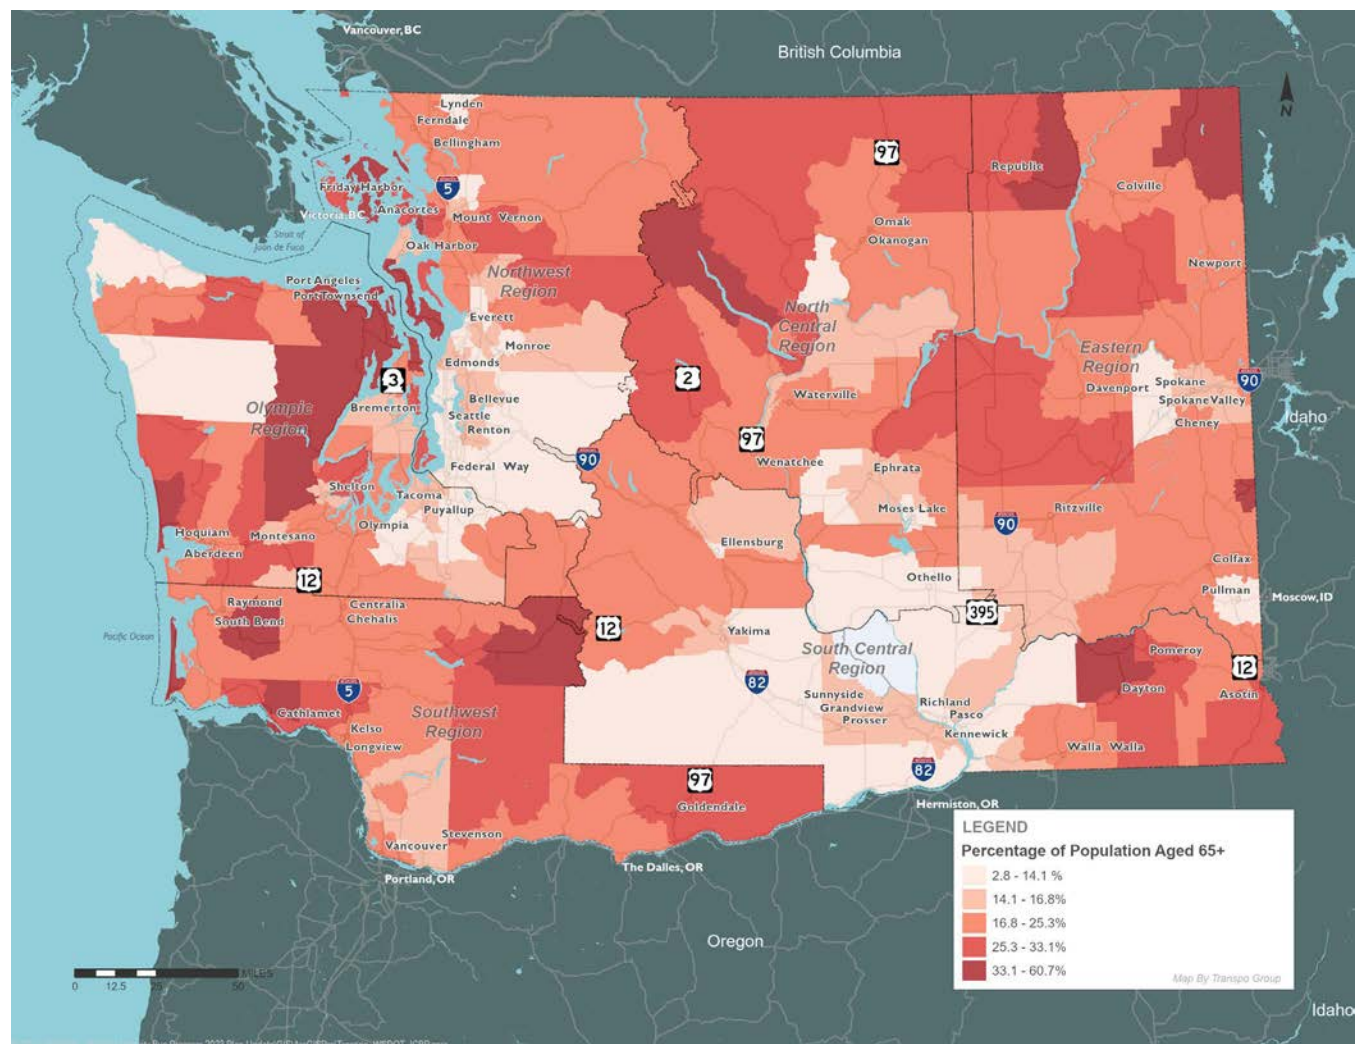 Vancouver, BC
British Columbia
N
Lynden
Ferndale
Bellingham
97
Republic
Colville
Friday Harbor
5
Anacortes
Victoria, BC
Mount Vernon
Strait of
Juan de Fuca
Oak Harbor
Omak
Okanogan
Newport
Port Angeles
Port Townsend
Northwest
Region
North
Central
Region
Everett
Monroe
Edmonds
Eastern
Region
3
2
90
Davenport
Spokane
Spokane Valley
Cheney
Idaho
Olympic
Region
Bremerton
Bellevue
Seattle
Renton
Waterville
97
Wenatchee
Federal Way
90
Ephrata
Shelton
Tacoma
Puyallup
Olympia
Moses Lake
90
Ritzville
Hoquiam
Aberdeen
Montesano
Ellensburg
Colfax
12
Othello
Pullman
Moscow, ID
Raymond
South Bend
Centralia
Chehalis
395
Pacific Ocean
12
Yakima
South Central
Region
Pomeroy
12
5
82
Sunnyside
Grandview
Prosser
Richland
Pasco
Kennewick
Dayton
Asotin
Cathlamet
Southwest
Region
Kelso
Longview
Walla Walla
97
82
Goldendale
Hermiston, OR
Stevenson
Vancouver
Portland, OR
The Dalles, OR
LEGEND
Percentage of Population Aged 65+
2.8 - 14.1 %
14.1 - 16.8%
16.8 - 25.3%
25.3 - 33.1%
33.1 - 60.7%
Map By Transpo Group
Oregon
MILES
0 12.5 25 50
Idaho